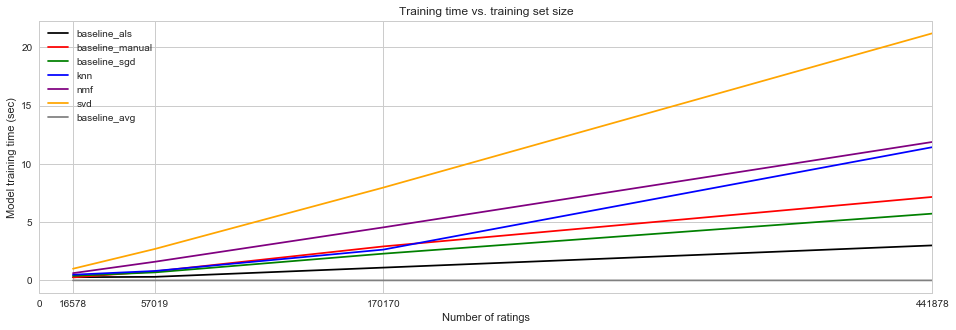 Training time vs. training set size
baseline_als
baseline_manual
baseline_sgd
knn
nmf
svd
baseline_avg
Model training time (sec)
20
15
10
5
0
0 16578 57019 170170 441878
Number of ratings